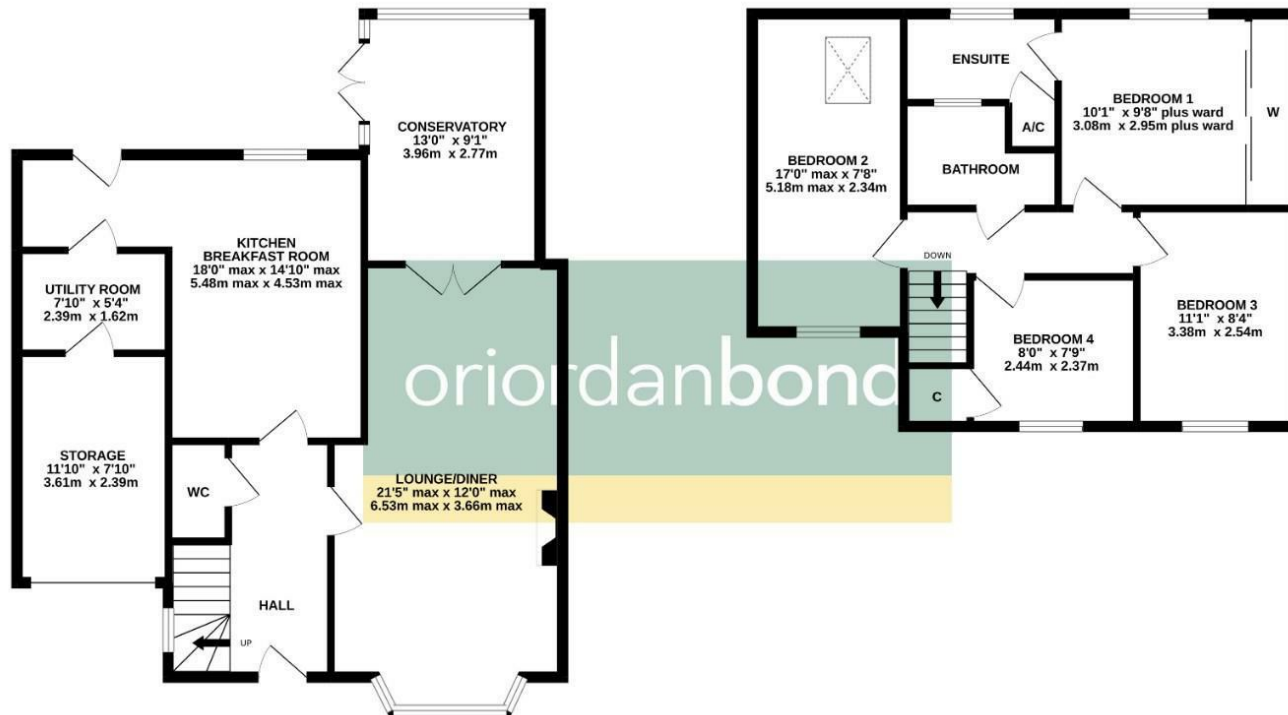 CONSERVATORY
13'0" x 9'1"
3.96m x 2.77m
KITCHEN
BREAKFAST ROOM
18'0" max x 14'10" max
5.48m max x 4.53m max
UTILITY ROOM
7'10" x 5'4"
2.39m x 1.62m
STORAGE
11'10" x 7'10"
3.61m x 2.39m
WC
LOUNGE/DINER
21'5" max x 12'0" max
6.53m max x 3.66m max
HALL
UP
oriordanbond
ENSUITE
BEDROOM 1
10'1" x 9'8" plus ward
3.08m x 2.95m plus ward
W
A/C
BEDROOM 2
17'0" max x 7'8"
5.18m max x 2.34m
BATHROOM
DOWN
BEDROOM 3
11'1" x 8'4"
3.38m x 2.54m
BEDROOM 4
8'0" x 7'9"
2.44m x 2.37m
C